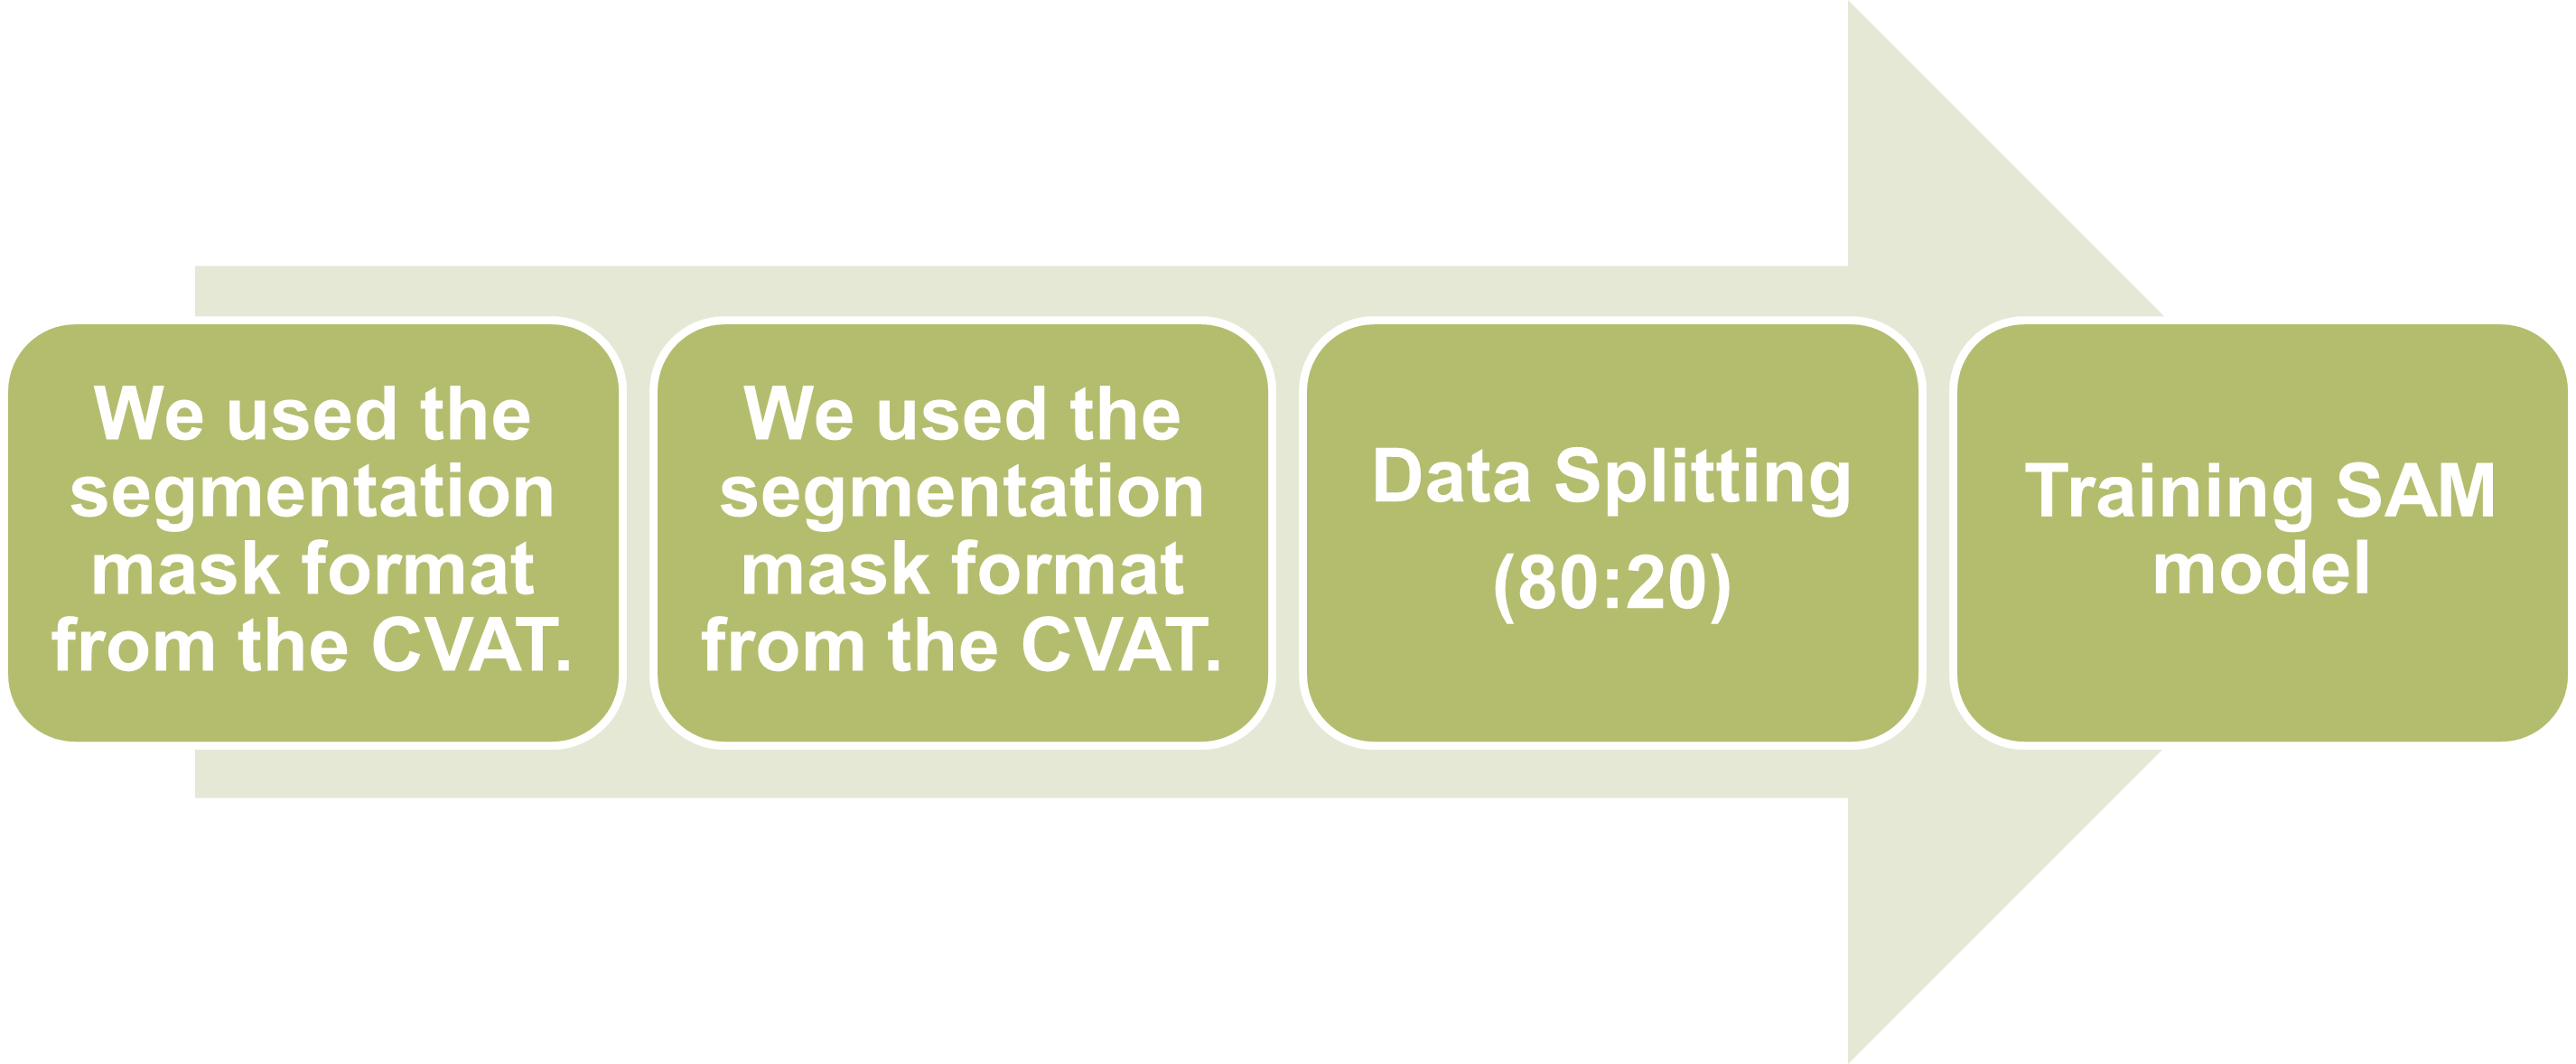 We used the
segmentation
mask format
from the CVAT.
We used the
segmentation
mask format
from the CVAT.
Data Splitting
(80:20)
Training SAM
model